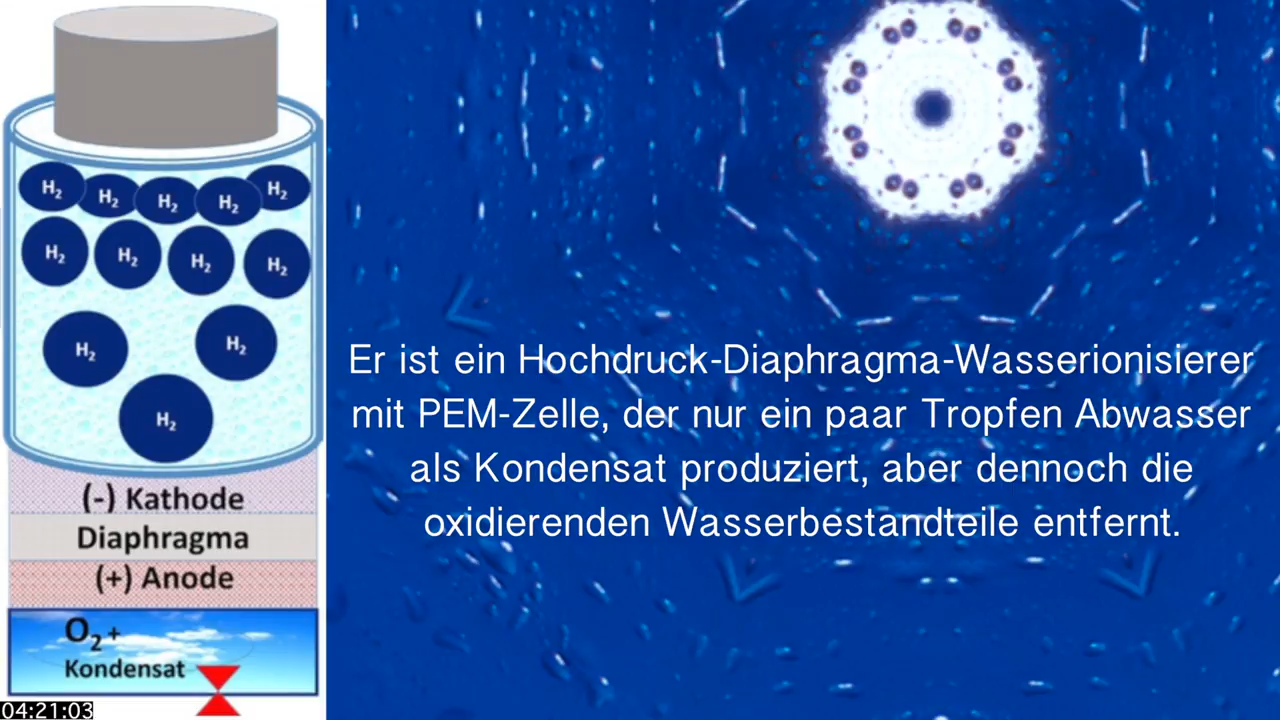 H₂ H₂ H₂ H₂ H₂
H₂ H₂ H₂ H₂
H₂ H₂
H₂
(-) Kathode
Diaphragma
(+) Anode
O₂+
Kondensat
04:21:03
Er ist ein Hochdruck-Diaphragma-Wasserionisierer
mit PEM-Zelle, der nur ein paar Tropfen Abwasser
als Kondensat produziert, aber dennoch die
oxidierenden Wasserbestandteile entfernt.